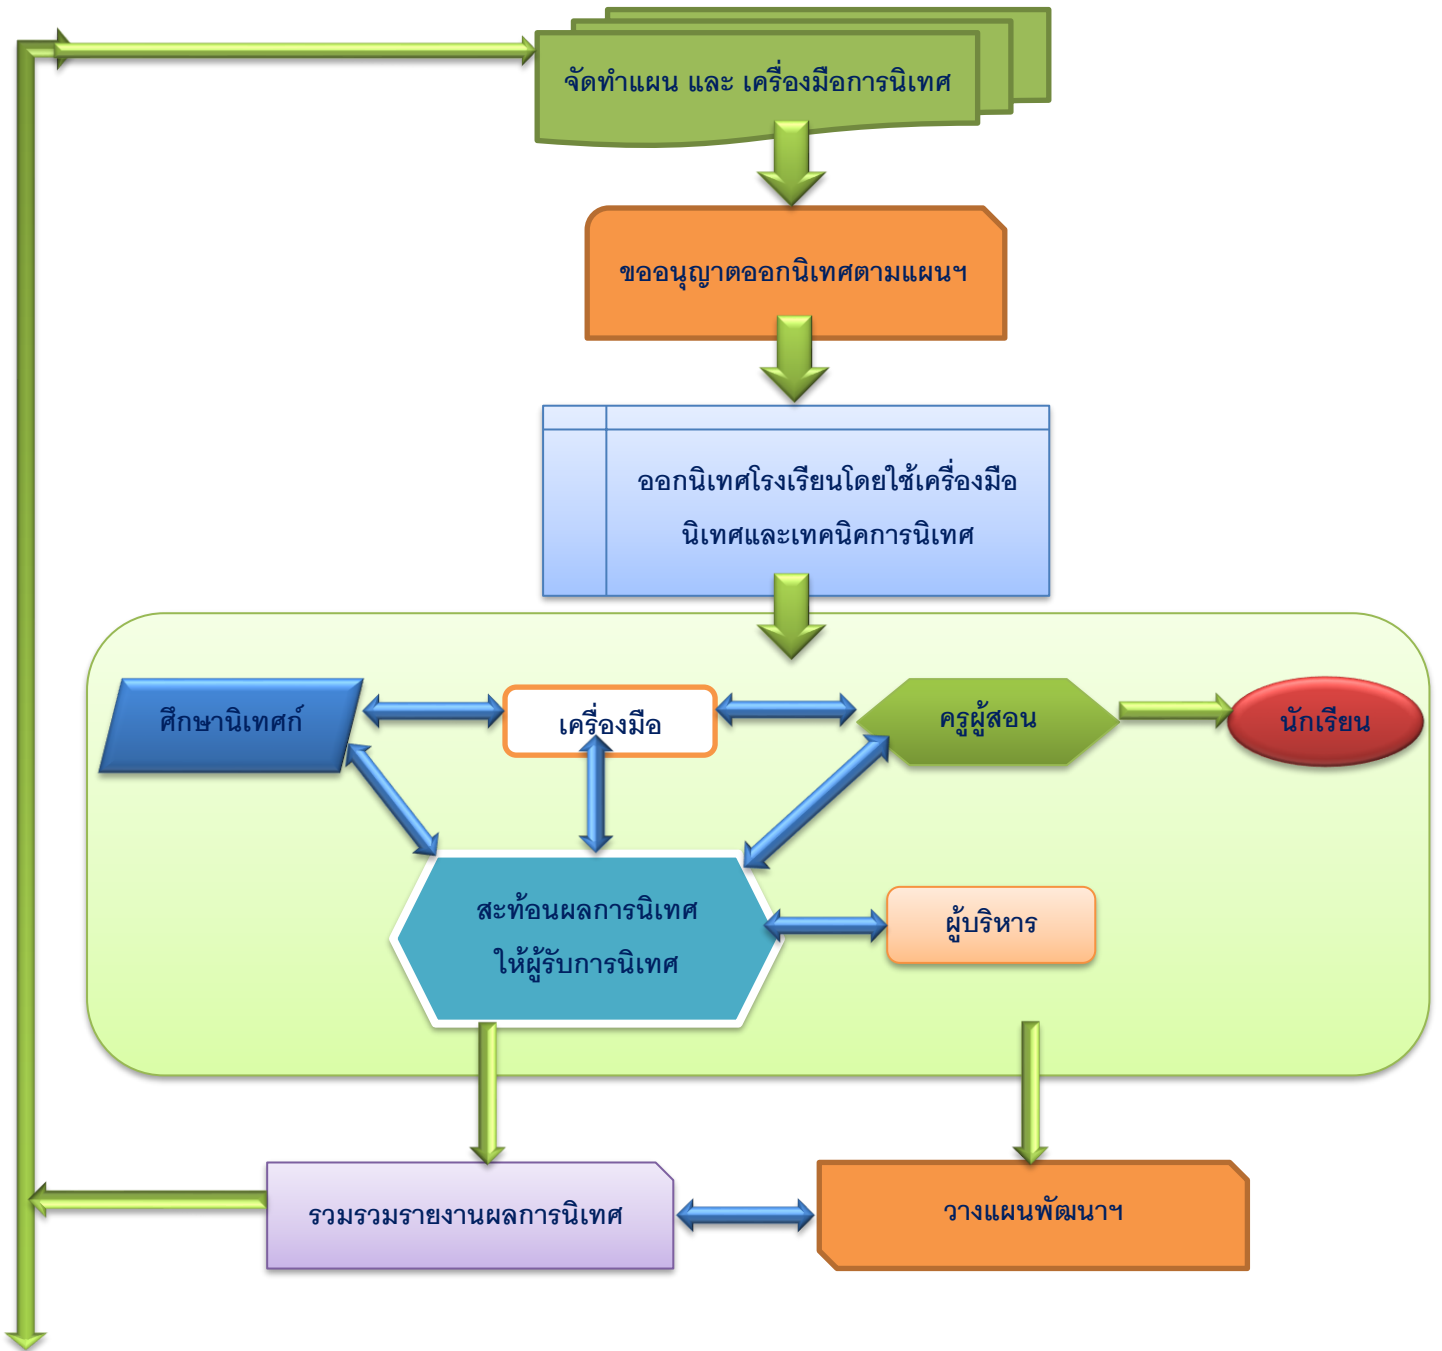 จัดทำแผน และ เครื่องมือการนิเทศ
ขออนุญาตออกนิเทศตามแผนฯ
ออกนิเทศโรงเรียนโดยใช้เครื่องมือ
นิเทศและเทคนิคการนิเทศ
ศึกษานิเทศก์
เครื่องมือ
ครูผู้สอน
นักเรียน
สะท้อนผลการนิเทศ
ให้ผู้รับการนิเทศ
ผู้บริหาร
รวมรวมรายงานผลการนิเทศ
วางแผนพัฒนาฯ